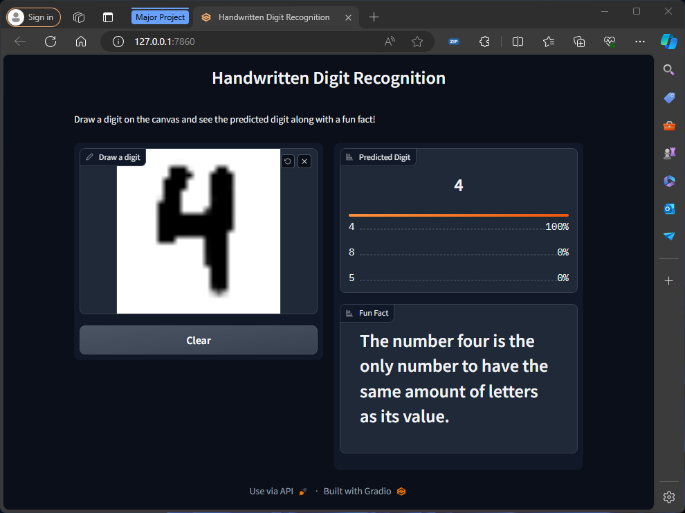 Sign in
Major Project
Handwritten Digit Recognition
127.0.0.1:7860
ZIP
Handwritten Digit Recognition
Draw a digit on the canvas and see the predicted digit along with a fun fact!
Draw a digit
4
Clear
Predicted Digit
4
4 100%
8 0%
5 0%
Fun Fact
The number four is the
only number to have the
same amount of letters
as its value.
Use via API · Built with Gradio